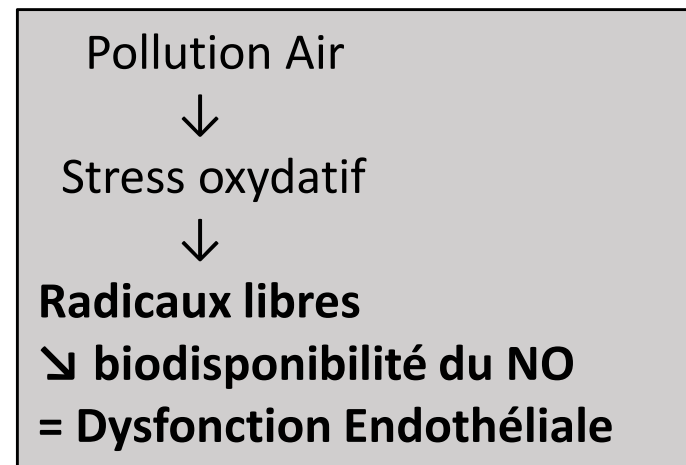 Pollution Air
↓
Stress oxydatif
↓
Radicaux libres
↘ biodisponibilité du NO
= Dysfonction Endothéliale